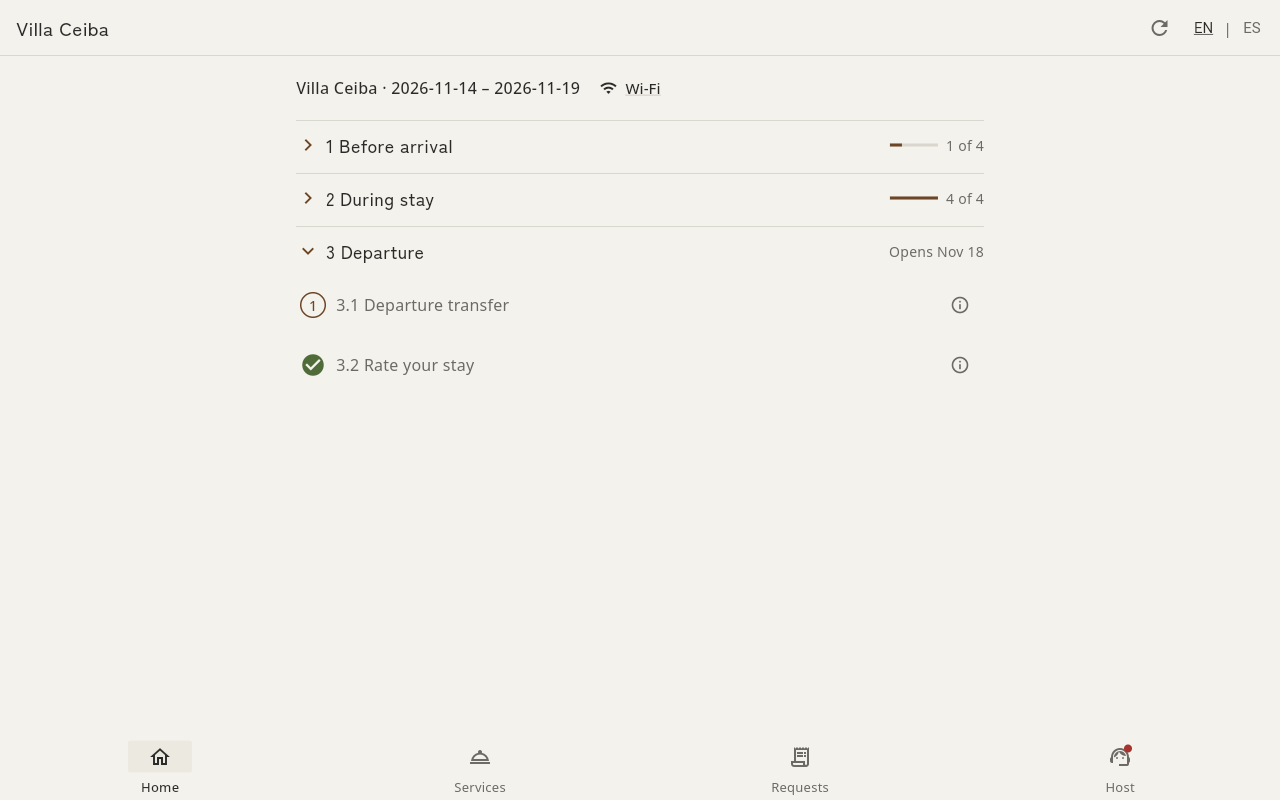 Villa Ceiba
EN | ES
Villa Ceiba · 2026-11-14 – 2026-11-19 Wi-Fi
1 Before arrival 1 of 4
2 During stay 4 of 4
3 Departure Opens Nov 18
1 3.1 Departure transfer
3.2 Rate your stay
Home Services Requests Host